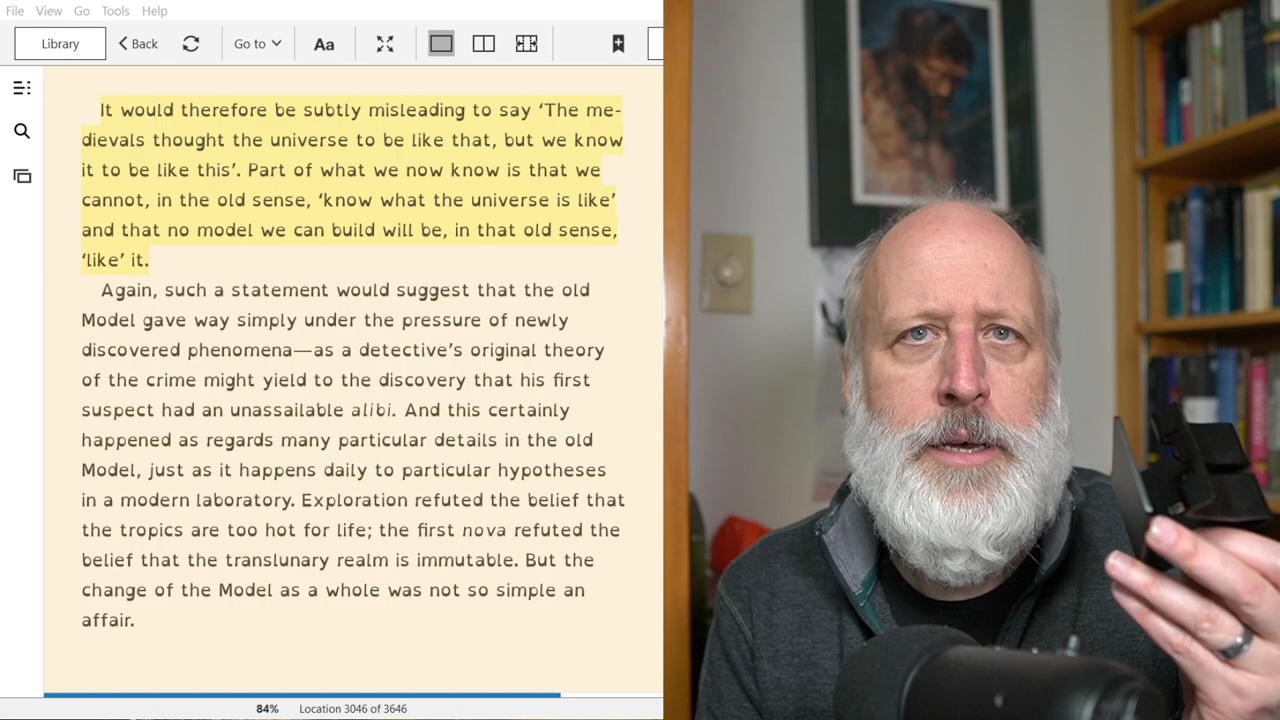 File View Go Tools Help
Library Back Go to Aa
It would therefore be subtly misleading to say ‘The me-
dievals thought the universe to be like that, but we know
it to be like this’. Part of what we now know is that we
cannot, in the old sense, ‘know what the universe is like’
and that no model we can build will be, in that old sense,
‘like’ it.
Again, such a statement would suggest that the old
Model gave way simply under the pressure of newly
discovered phenomena—as a detective’s original theory
of the crime might yield to the discovery that his first
suspect had an unassailable alibi. And this certainly
happened as regards many particular details in the old
Model, just as it happens daily to particular hypotheses
in a modern laboratory. Exploration refuted the belief that
the tropics are too hot for life; the first nova refuted the
belief that the translunary realm is immutable. But the
change of the Model as a whole was not so simple an
affair.
84% Location 3046 of 3646